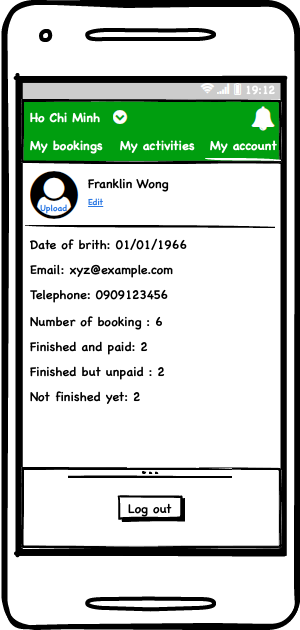 19:12
Ho Chi Minh
My bookings My activities My account
Franklin Wong
Upload
Edit
Date of brith: 01/01/1966
Email: xyz@example.com
Telephone: 0909123456
Number of booking : 6
Finished and paid: 2
Finished but unpaid : 2
Not finished yet: 2
Log out